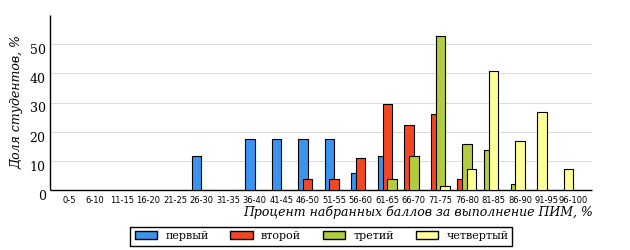 Доля студентов, %
50
40
30
20
10
0
0-5 6-10 11-15 16-20 21-25 26-30 31-35 36-40 41-45 46-50 51-55 56-60 61-65 66-70 71-75 76-80 81-85 86-90 91-95 96-100
Процент набранных баллов за выполнение ПИМ, %
первый второй третий четвертый